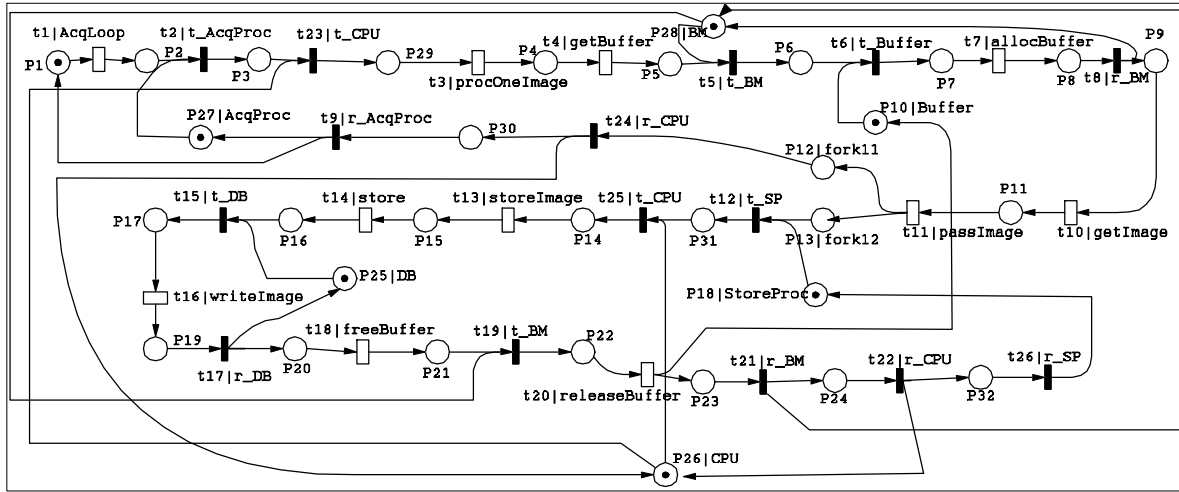 t1|AcqLoop
t2|t_AcqProc
t23|t_CPU
P28|BM
P9
P1
P2
P3
P29
t3|procOneImage
P4
t4|getBuffer
P5
t5|t_BM
P6
t6|t_Buffer
P7
t7|allocBuffer
P8
t8|r_BM
P27|AcqProc
t9|r_AcqProc
P30
t24|r_CPU
P10|Buffer
P12|fork11
P11
t15|t_DB
t14|store
t13|storeImage
t25|t_CPU
t12|t_SP
P17
P16
P15
P14
P31
P13|fork12
t11|passImage
t10|getImage
P25|DB
t16|writeImage
P18|StoreProc
P19
t18|freeBuffer
t19|t_BM
P22
t17|r_DB
P20
P21
t20|releaseBuffer
P23
t21|r_BM
P24
t22|r_CPU
P32
t26|r_SP
P26|CPU